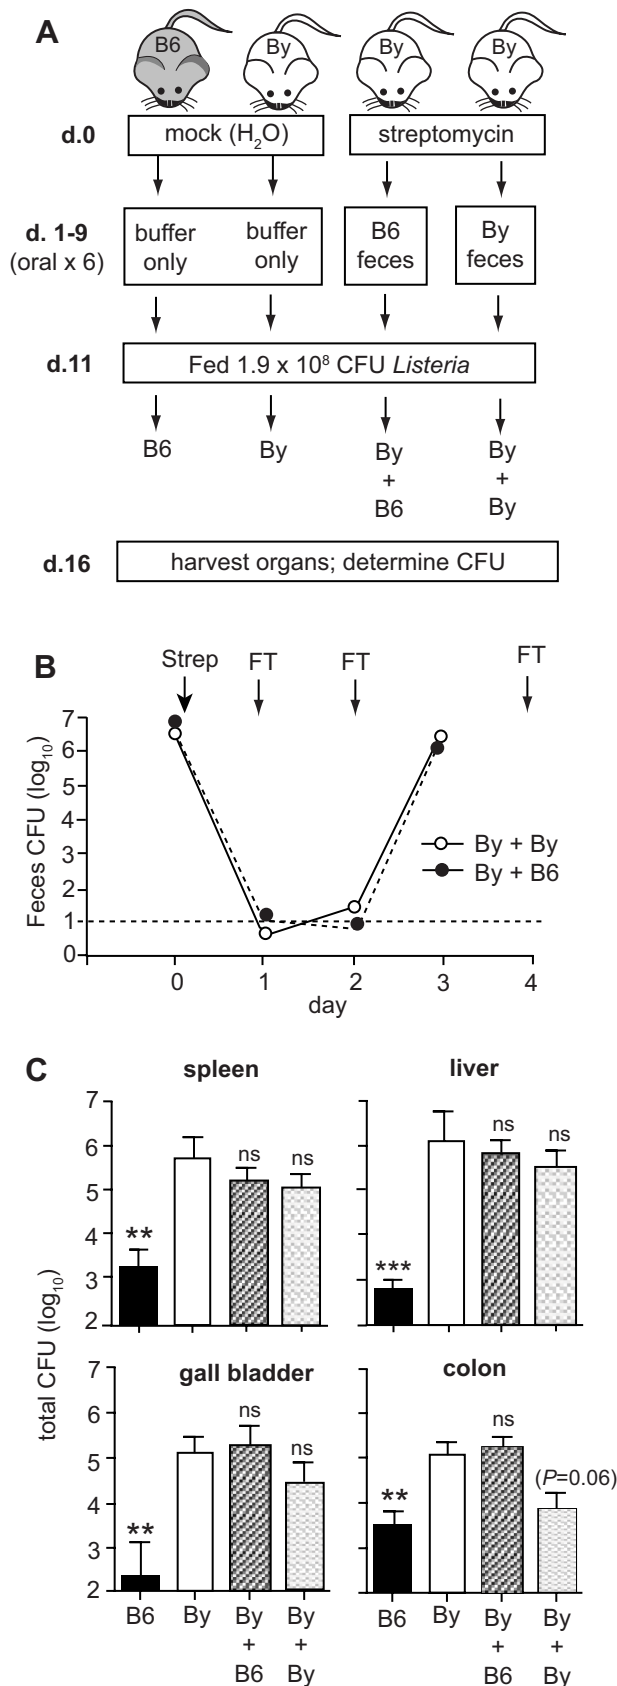 A
B6 By By By
d.0 mock (H₂O) streptomycin
d. 1-9 buffer buffer B6 By
(oral x 6) only only feces feces
d.11 Fed 1.9 x 10⁸ CFU Listeria
B6 By By By
+ +
B6 By
d.16 harvest organs; determine CFU
B
Strep FT FT FT
Feces CFU (log₁₀)
7
6
5
4
3
2
1
0
By + By
By + B6
0 1 2 3 4
day
C
total CFU (log₁₀)
spleen
7
6
5
4
3
2
** ns ns
liver
*** ns ns
gall bladder
7
6
5
4
3
2
** ns ns
B6 By By By
+ +
B6 By
colon
** ns (P=0.06)
B6 By By By
+ +
B6 By